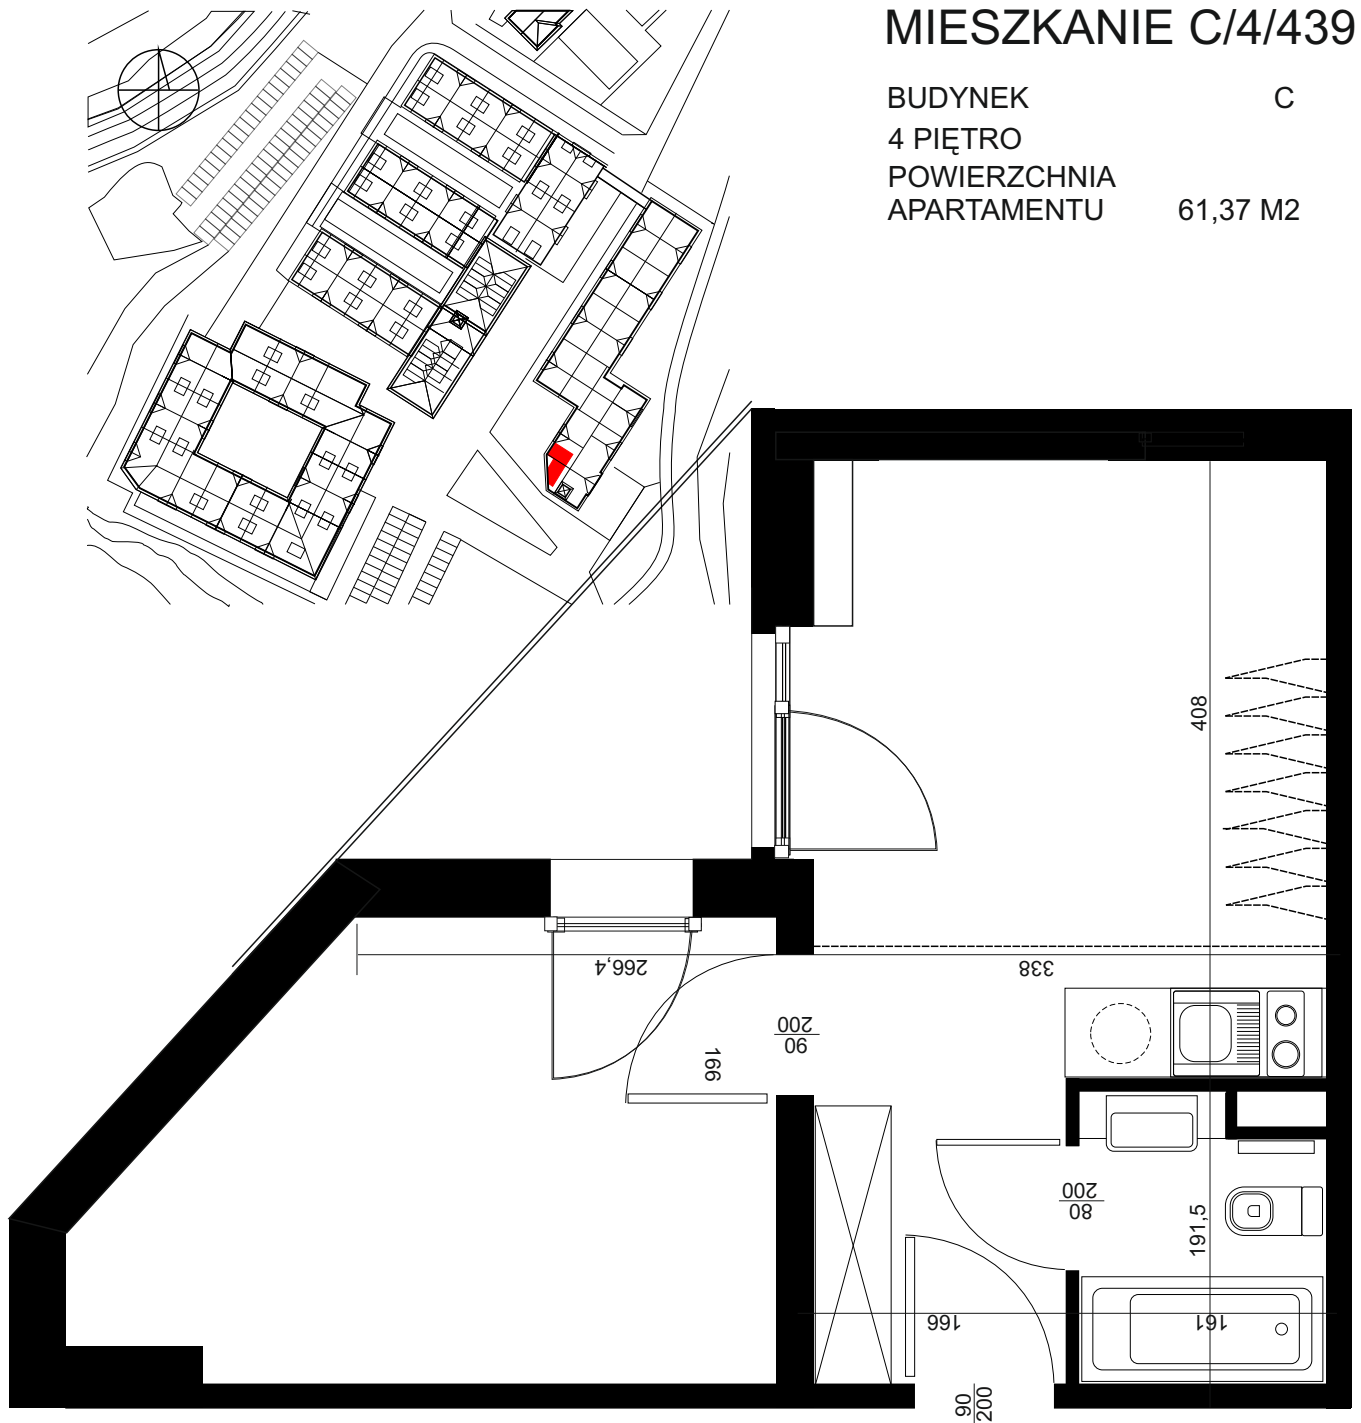 MIESZKANIE C/4/439
BUDYNEK C
4 PIĘTRO
POWIERZCHNIA
APARTAMENTU 61,37 M2
408
266,4
338
90
200
166
80
200
191,5
166
161
90
200